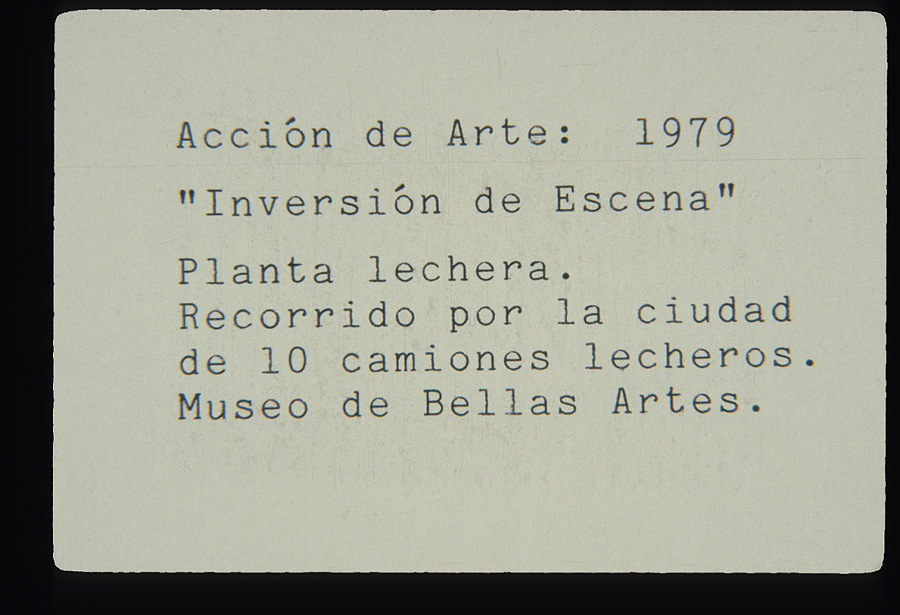 Acción de Arte: 1979
"Inversión de Escena"
Planta lechera.
Recorrido por la ciudad
de 10 camiones lecheros.
Museo de Bellas Artes.